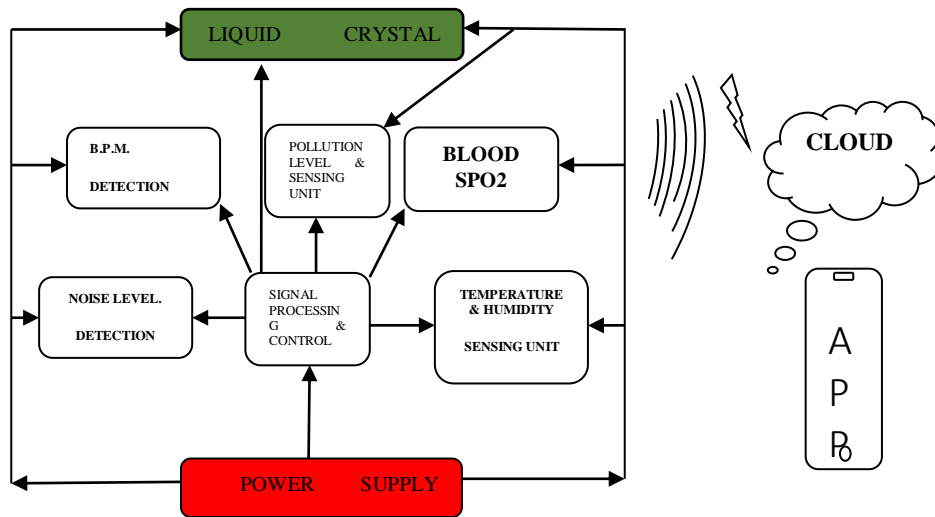 LIQUID CRYSTAL
B.P.M.
DETECTION
POLLUTION
LEVEL &
SENSING
UNIT
BLOOD
SPO2
CLOUD
NOISE LEVEL.
DETECTION
SIGNAL
PROCESSIN
G &
CONTROL
TEMPERATURE
& HUMIDITY
SENSING UNIT
A
P
P
POWER SUPPLY